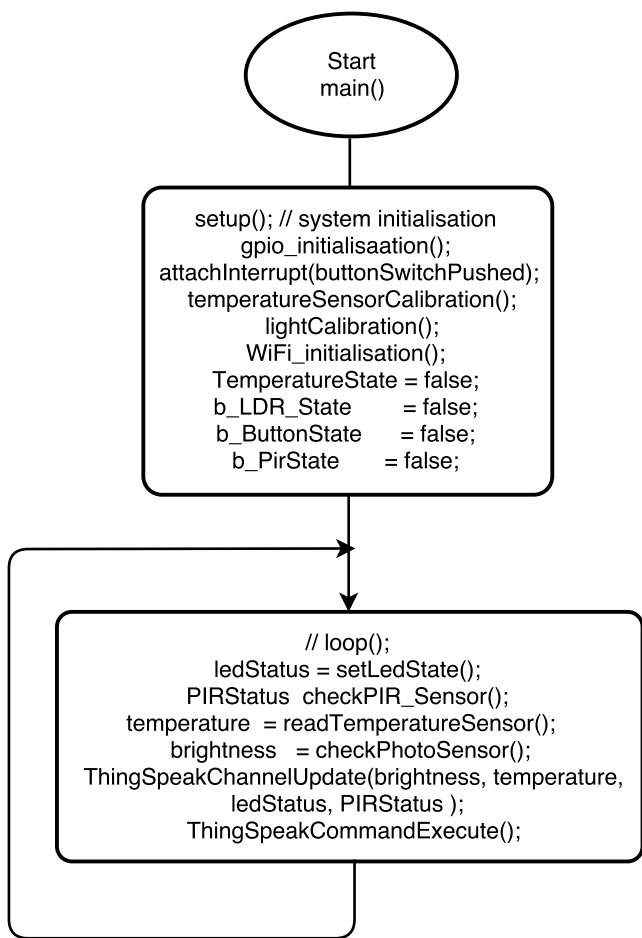 Start
main()
setup(); // system initialisation
gpio_initialisaation();
attachInterrupt(buttonSwitchPushed);
temperatureSensorCalibration();
lightCalibration();
WiFi_initialisation();
TemperatureState = false;
b_LDR_State = false;
b_ButtonState = false;
b_PirState = false;
// loop();
ledStatus = setLedState();
PIRStatus checkPIR_Sensor();
temperature = readTemperatureSensor();
brightness = checkPhotoSensor();
ThingSpeakChannelUpdate(brightness, temperature,
ledStatus, PIRStatus );
ThingSpeakCommandExecute();